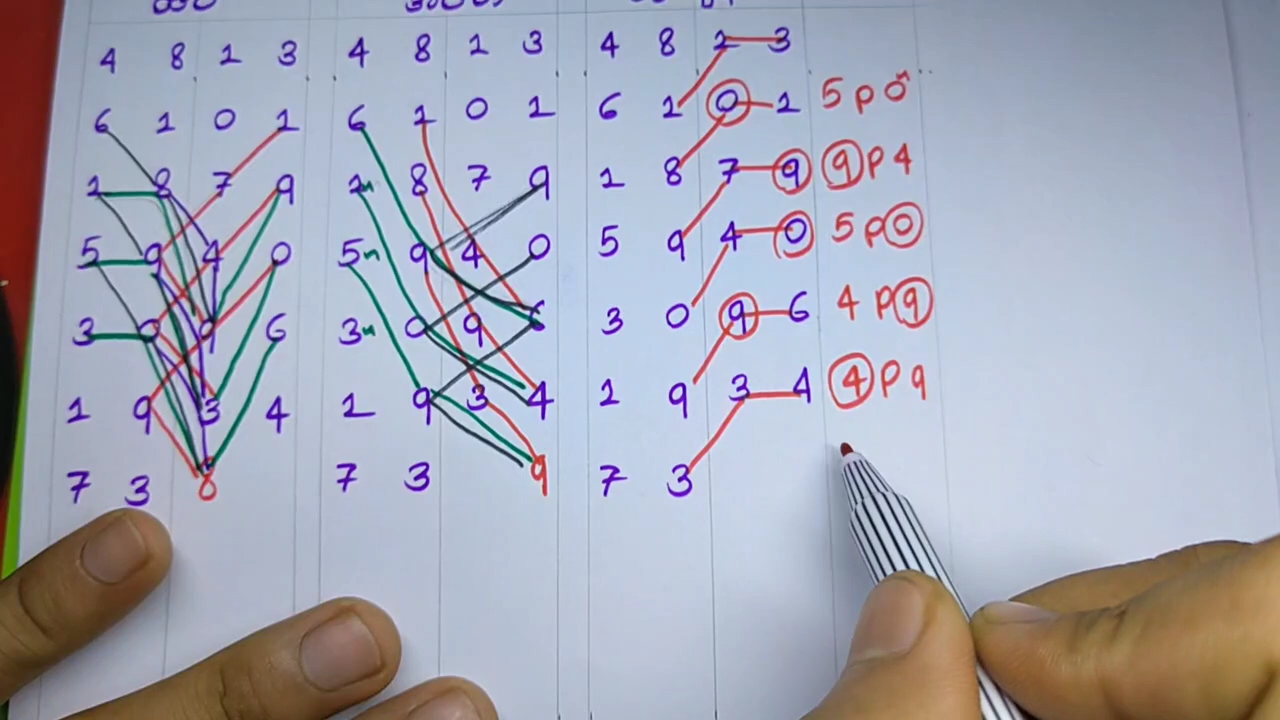 4 8 1 3 4 8 1 3 4 8 1 3
6 1 0 1 6 1 0 1 6 1 0 1 5 p 0
1 8 7 9 1 8 7 9 1 8 7 9 9 P 4
5 9 4 0 5 9 4 0 5 9 4 0 5 p 0
3 0 9 6 3 0 9 6 3 0 9 6 4 p 9
1 9 3 4 1 9 3 4 1 9 3 4 4 P 9
7 3 8 7 3 9 7 3